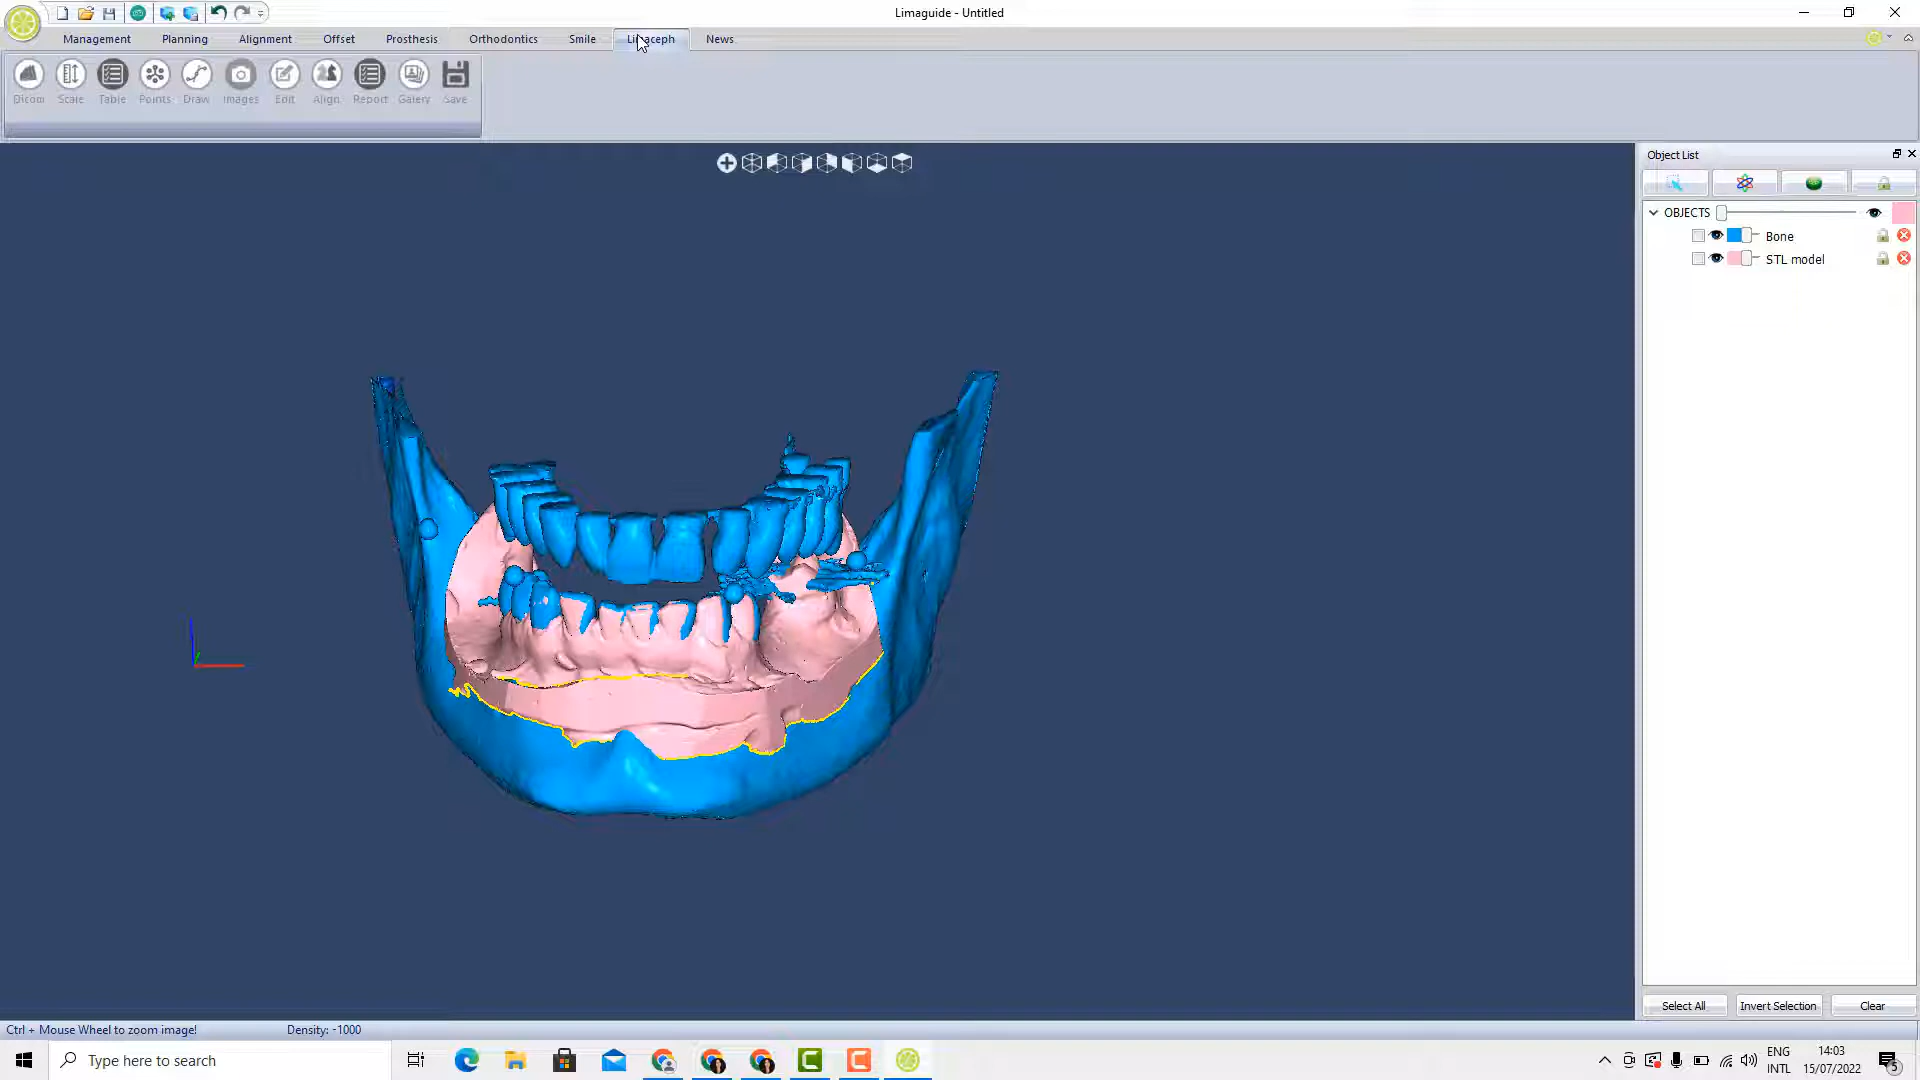 Limaguide - Untitled
Management Planning Alignment Offset Prosthesis Orthodontics Smile News
Dicom Scale Table Points Draw Images Edit Align Report Galery Save
Object List
OBJECTS
Bone
STL model
Select All Invert Selection Clear
Ctrl + Mouse Wheel to zoom image! Density: -1000
Type here to search
ENG
INTL
14:03
15/07/2022
5